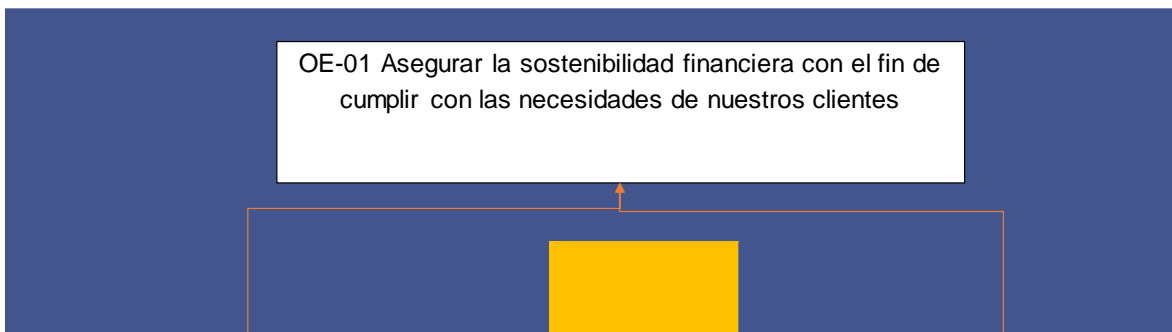 OE-01 Asegurar la sostenibilidad financiera con el fin de
cumplir con las necesidades de nuestros clientes